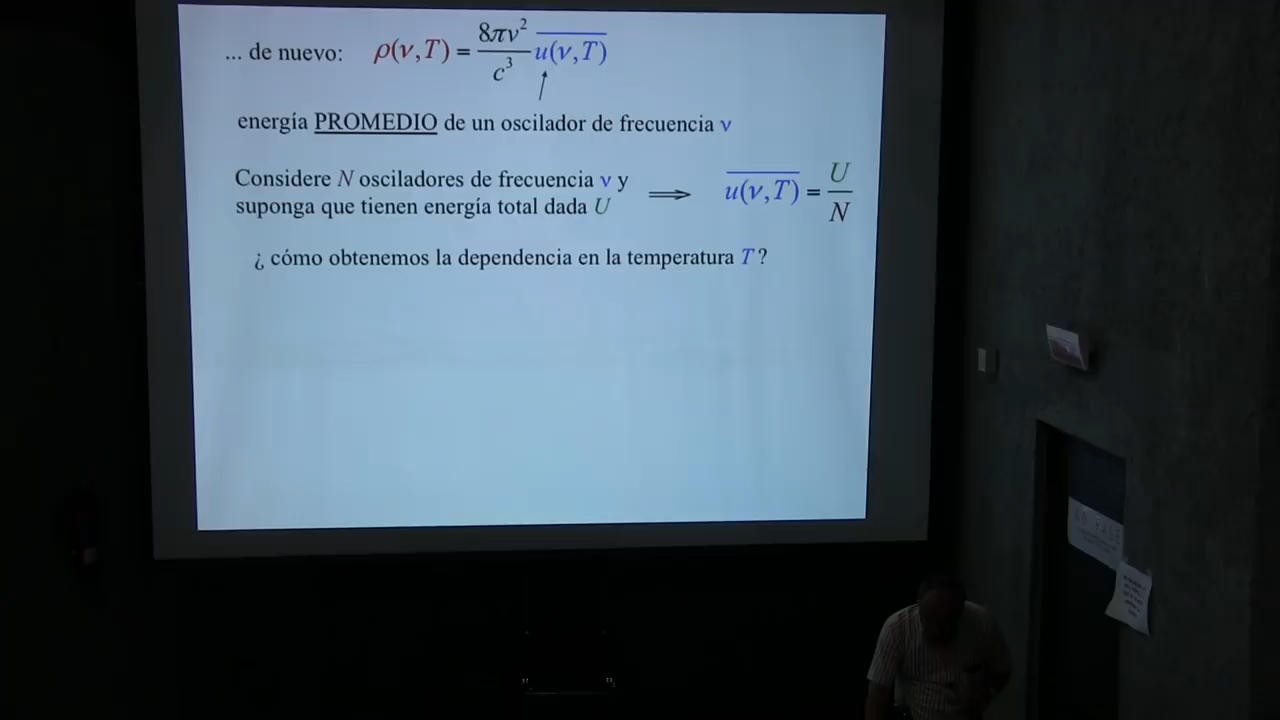 ... de nuevo: ρ(ν,T) = 8πν² / c³ u(ν,T)
energía PROMEDIO de un oscilador de frecuencia ν
Considere N osciladores de frecuencia ν y
suponga que tienen energía total dada U ⟹ u(ν,T) = U / N
¿ cómo obtenemos la dependencia en la temperatura T ?